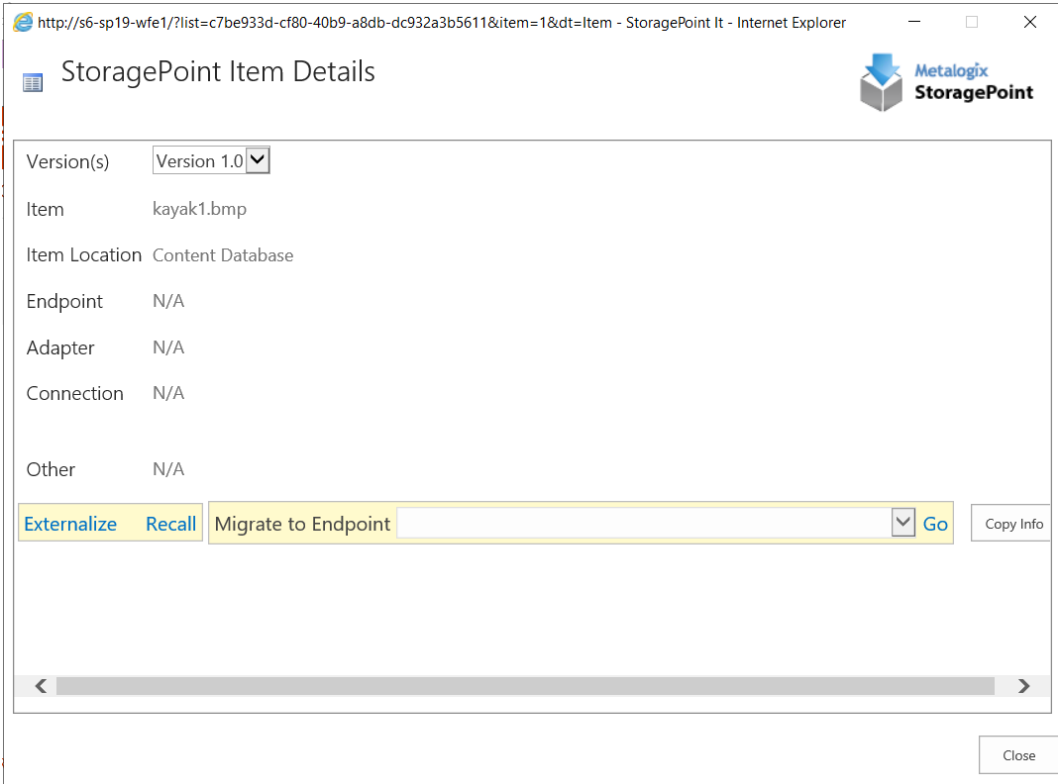 http://s6-sp19-wfe1/?list=c7be933d-cf80-40b9-a8db-dc932a3b5611&item=1&dt=Item - StoragePoint It - Internet Explorer
StoragePoint Item Details
Metalogix
StoragePoint
Version(s) Version 1.0
Item kayak1.bmp
Item Location Content Database
Endpoint N/A
Adapter N/A
Connection N/A
Other N/A
Externalize Recall Migrate to Endpoint Go Copy Info
Close